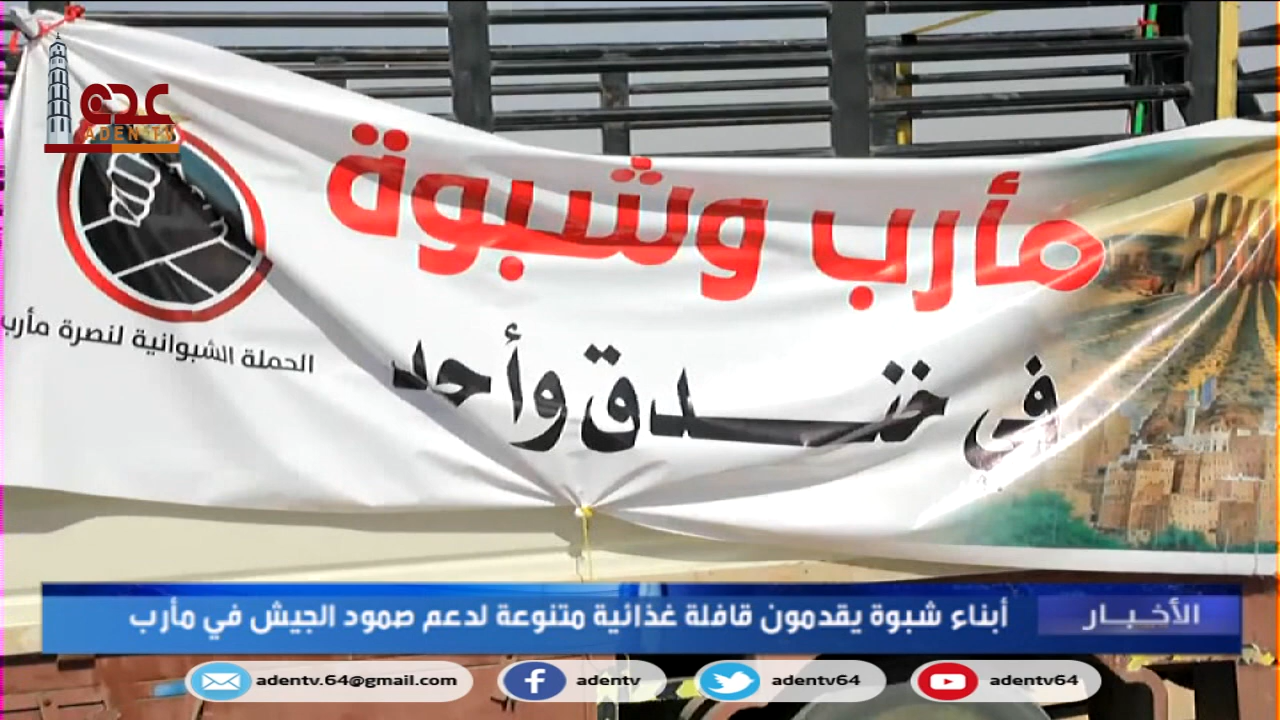 عدن
ADEN TV
مأرب وشبوة
في خندق وأحد
الحملة الشبوانية لنصرة مأرب
الأخبار
أبناء شبوة يقدمون قافلة غذائية متنوعة لدعم صمود الجيش في مأرب
adentv.64@gmail.com
adentv
adentv64
adentv64